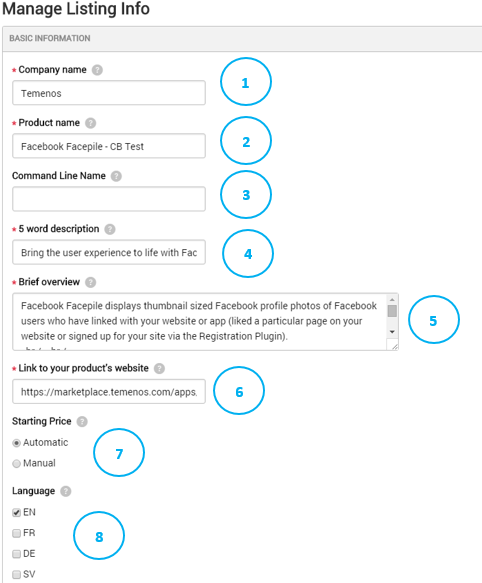 Manage Listing Info
BASIC INFORMATION
* Company name ?
Temenos
1
* Product name ?
Facebook Facepile - CB Test
2
Command Line Name ?
3
* 5 word description ?
Bring the user experience to life with Fac
4
* Brief overview ?
Facebook Facepile displays thumbnail sized Facebook profile photos of Facebook
users who have linked with your website or app (liked a particular page on your
website or signed up for your site via the Registration Plugin).
5
* Link to your product's website ?
https://marketplace.temenos.com/apps,
6
Starting Price ?
Automatic
Manual
7
Language ?
EN
FR
DE
SV
8